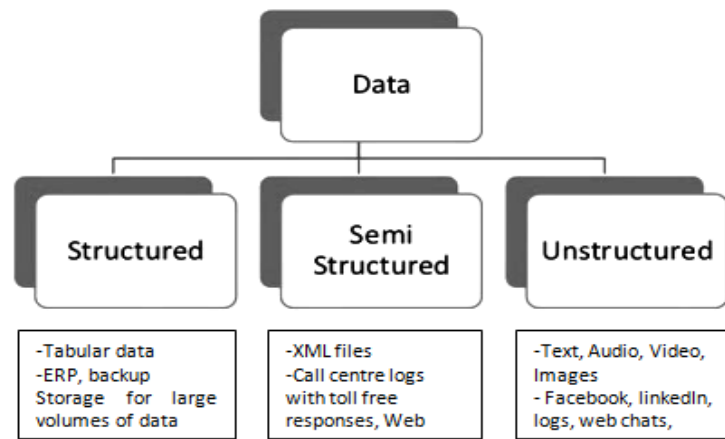 Data
Structured
Semi
Structured
Unstructured
-Tabular data
-ERP, backup
Storage for large
volumes of data
-XML files
-Call centre logs
with toll free
responses, Web
-Text, Audio, Video,
Images
- Facebook, linkedIn,
logs, web chats,